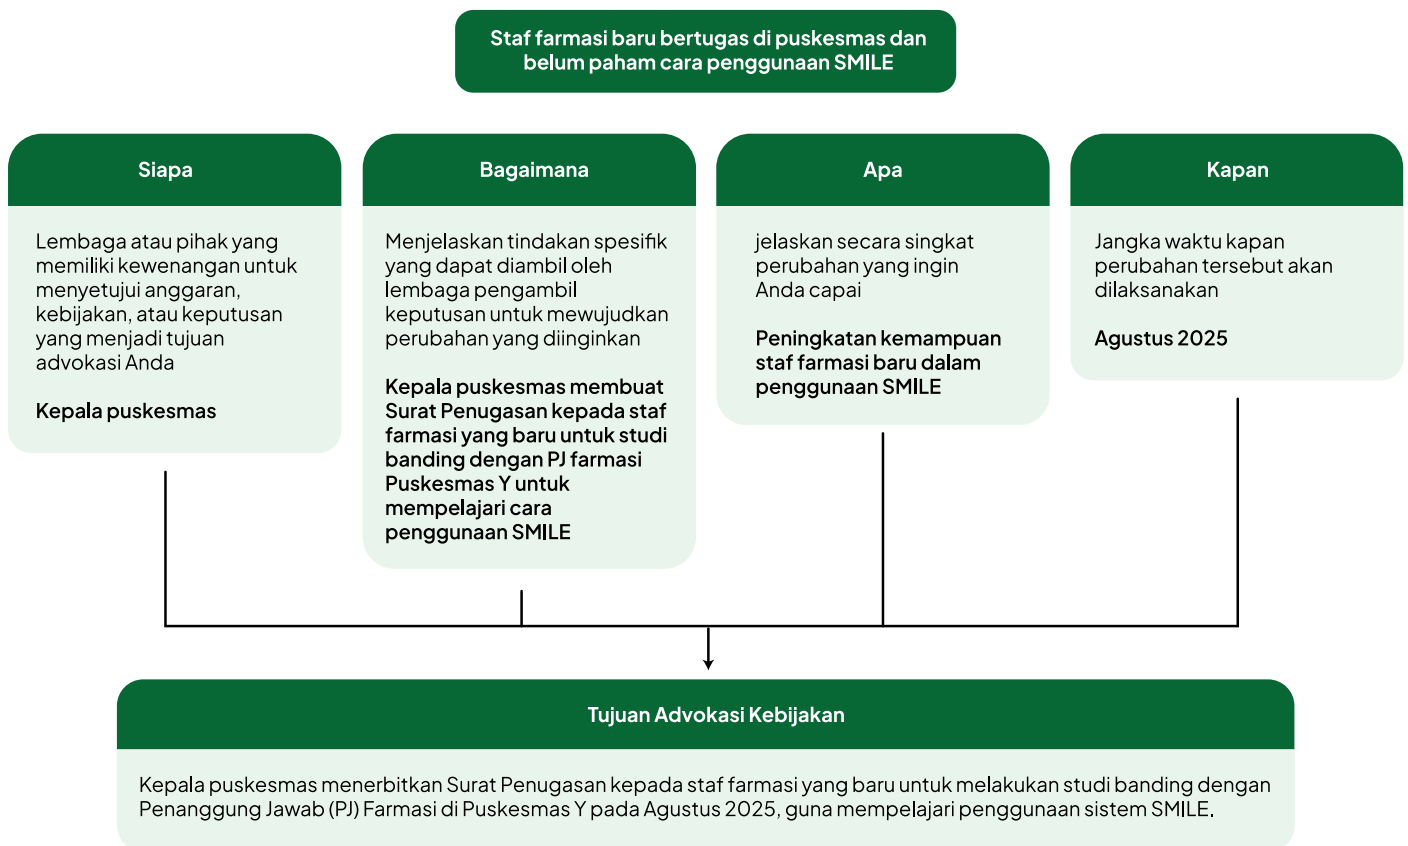 Staf farmasi baru bertugas di puskesmas dan
belum paham cara penggunaan SMILE
Siapa
Lembaga atau pihak yang
memiliki kewenangan untuk
menyetujui anggaran,
kebijakan, atau keputusan
yang menjadi tujuan
advokasi Anda
Kepala puskesmas
Bagaimana
Menjelaskan tindakan spesifik
yang dapat diambil oleh
lembaga pengambil
keputusan untuk mewujudkan
perubahan yang diinginkan
Kepala puskesmas membuat
Surat Penugasan kepada staf
farmasi yang baru untuk studi
banding dengan PJ farmasi
Puskesmas Y untuk
mempelajari cara
penggunaan SMILE
Apa
jelaskan secara singkat
perubahan yang ingin
Anda capai
Peningkatan kemampuan
staf farmasi baru dalam
penggunaan SMILE
Kapan
Jangka waktu kapan
perubahan tersebut akan
dilaksanakan
Agustus 2025
Tujuan Advokasi Kebijakan
Kepala puskesmas menerbitkan Surat Penugasan kepada staf farmasi yang baru untuk melakukan studi banding dengan
Penanggung Jawab (PJ) Farmasi di Puskesmas Y pada Agustus 2025, guna mempelajari penggunaan sistem SMILE.